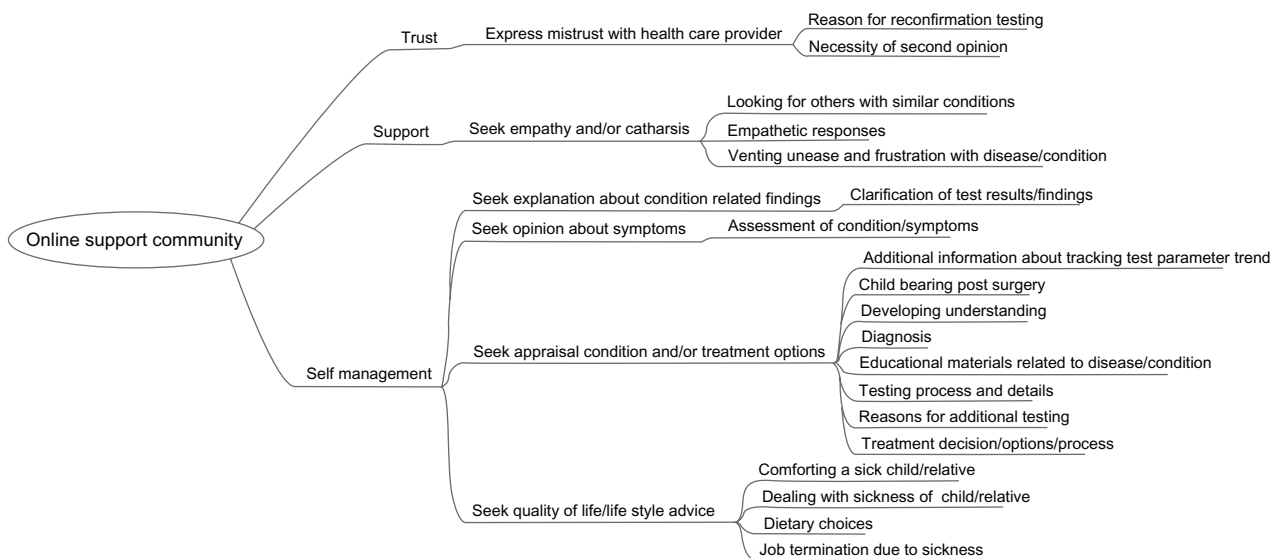 Online support community
Trust
Express mistrust with health care provider
Reason for reconfirmation testing
Necessity of second opinion
Support
Seek empathy and/or catharsis
Looking for others with similar conditions
Empathetic responses
Venting unease and frustration with disease/condition
Self management
Seek explanation about condition related findings
Clarification of test results/findings
Seek opinion about symptoms
Assessment of condition/symptoms
Seek appraisal condition and/or treatment options
Additional information about tracking test parameter trend
Child bearing post surgery
Developing understanding
Diagnosis
Educational materials related to disease/condition
Testing process and details
Reasons for additional testing
Treatment decision/options/process
Seek quality of life/life style advice
Comforting a sick child/relative
Dealing with sickness of child/relative
Dietary choices
Job termination due to sickness